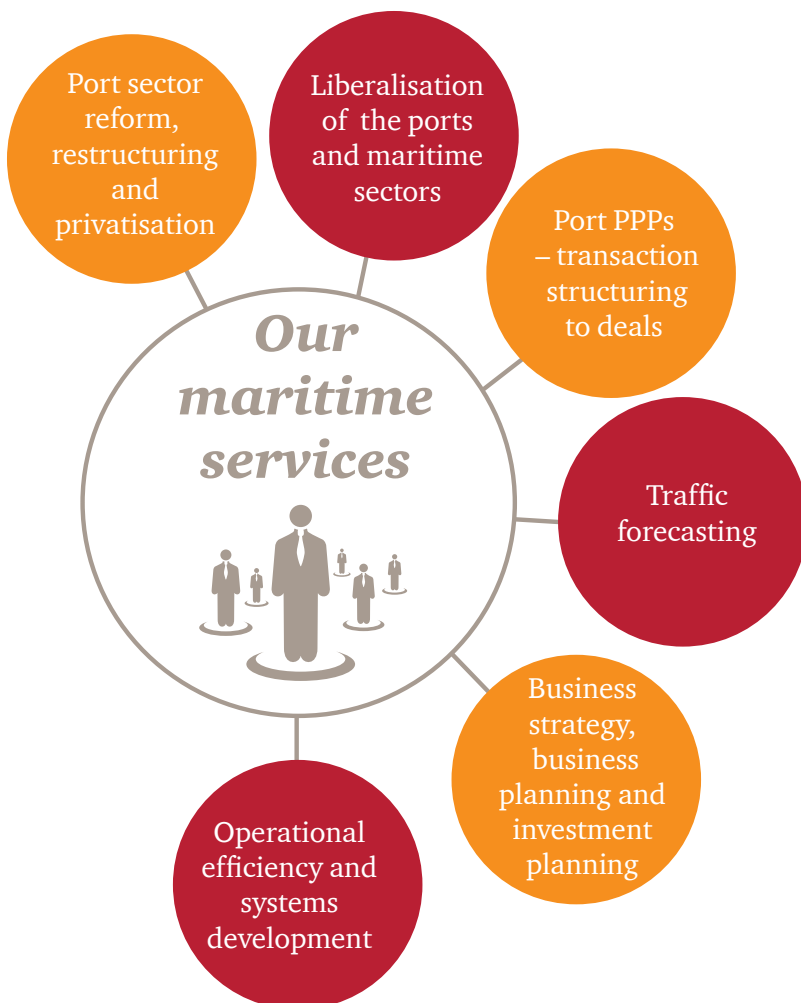 Port sector
reform,
restructuring
and
privatisation
Liberalisation
of the ports
and maritime
sectors
Port PPPs
– transaction
structuring
to deals
Our
maritime
services
Traffic
forecasting
Business
strategy,
business
planning and
investment
planning
Operational
efficiency and
systems
development